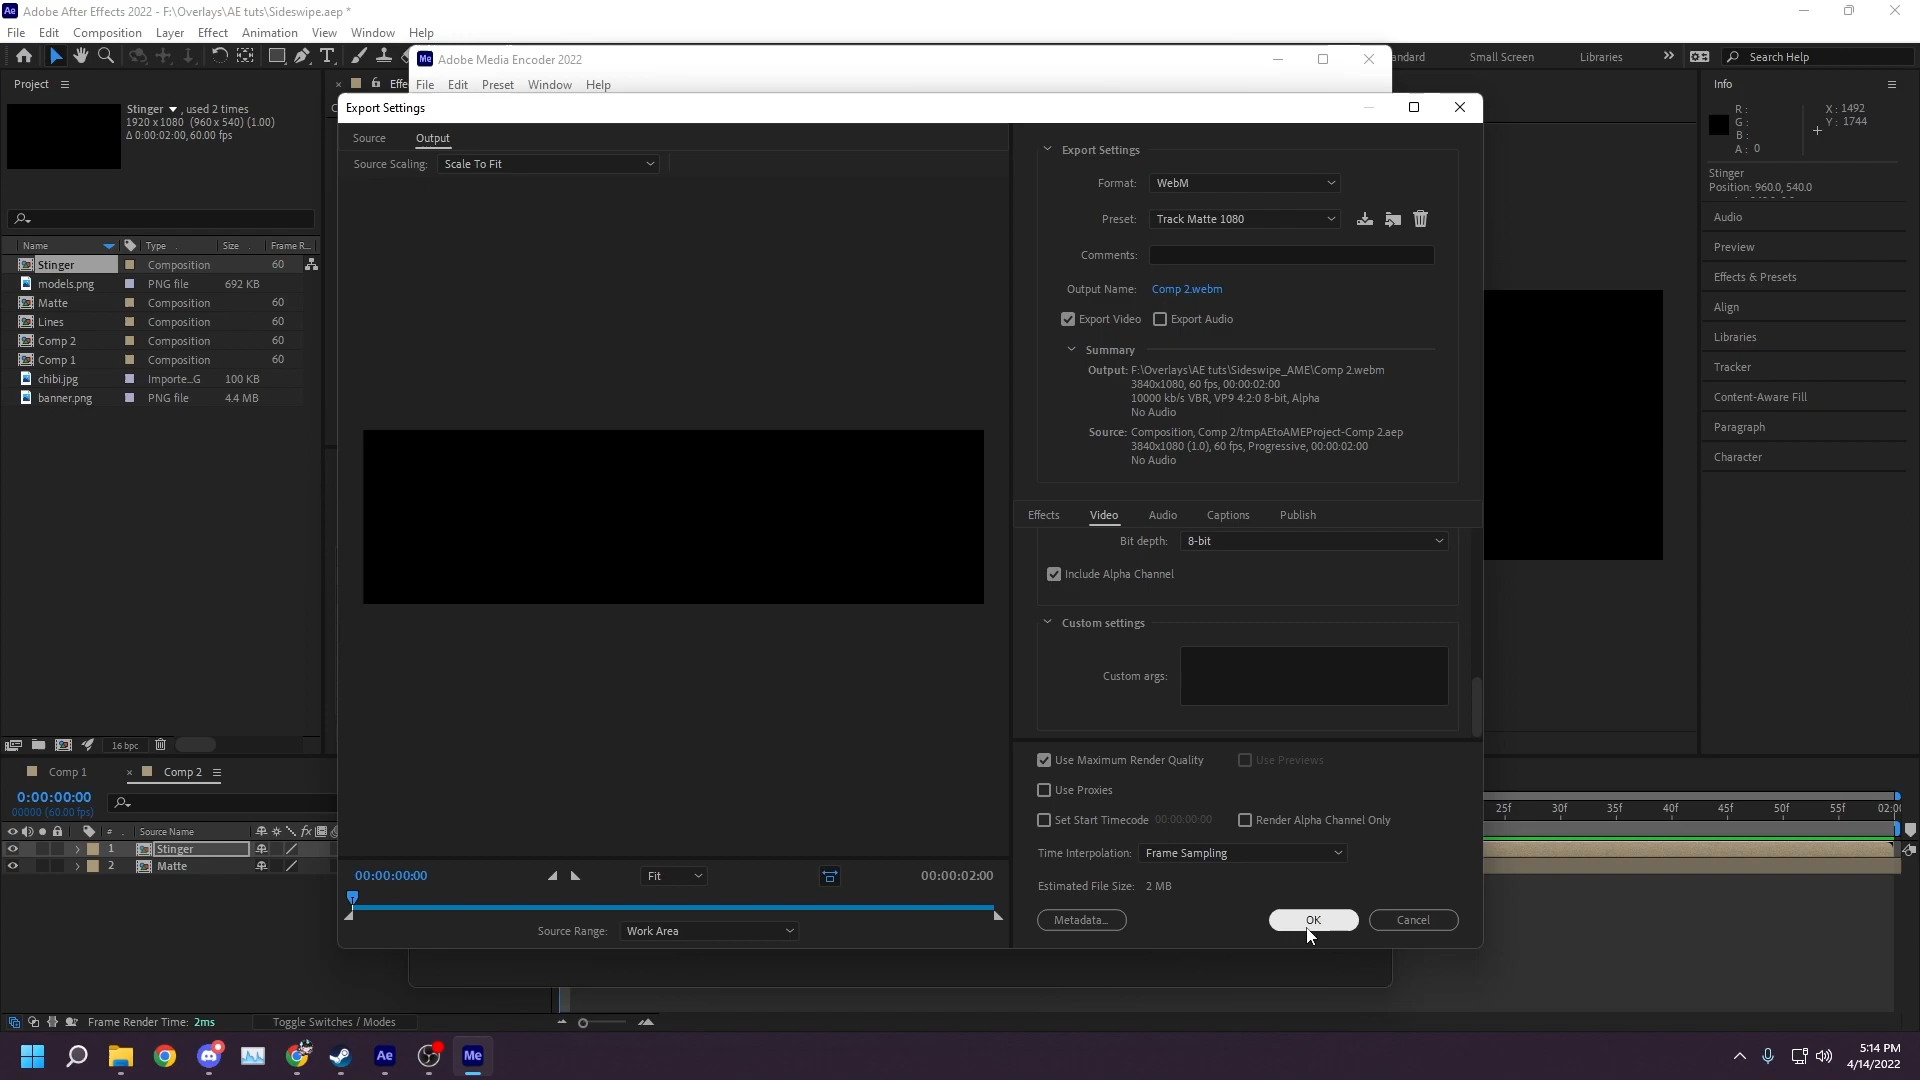 Adobe After Effects 2022 - F:\Overlays\AE tuts\Sideswipe.aep *
File Edit Composition Layer Effect Animation View Window Help
Standard Small Screen Libraries Search Help
Adobe Media Encoder 2022
File Edit Preset Window Help
Project
Stinger , used 2 times
1920 x 1080 (960 x 540) (1.00)
Δ 0:00:02:00, 60.00 fps
Name Type Size Frame R...
Stinger Composition 60
models.png PNG file 692 KB
Matte Composition 60
Lines Composition 60
Comp 2 Composition 60
Comp 1 Composition 60
chibi.jpg Importe...G 100 KB
banner.png PNG file 4.4 MB
16 bpc
Effe
Export Settings
Source Output
Source Scaling: Scale To Fit
00:00:00:00 Fit 00:00:02:00
Source Range: Work Area
Export Settings
Format: WebM
Preset: Track Matte 1080
Comments:
Output Name: Comp 2.webm
Export Video Export Audio
Summary
Output: F:\Overlays\AE tuts\Sideswipe_AME\Comp 2.webm
3840x1080, 60 fps, 00:00:02:00
10000 kb/s VBR, VP9 4:2:0 8-bit, Alpha
No Audio
Source: Composition, Comp 2/tmpAEtoAMEProject-Comp 2.aep
3840x1080 (1.0), 60 fps, Progressive, 00:00:02:00
No Audio
Effects Video Audio Captions Publish
Bit depth: 8-bit
Include Alpha Channel
Custom settings
Custom args:
Use Maximum Render Quality Use Previews
Use Proxies
Set Start Timecode 00:00:00:00 Render Alpha Channel Only
Time Interpolation: Frame Sampling
Estimated File Size: 2 MB
Metadata... OK Cancel
Info
R :
G :
B :
A : 0
X : 1492
Y : 1744
Stinger
Position: 960.0, 540.0
Audio
Preview
Effects & Presets
Align
Libraries
Tracker
Content-Aware Fill
Paragraph
Character
Comp 1 Comp 2
0:00:00:00
00000 (60.00 fps)
# Source Name fx
1 Stinger
2 Matte
25f 30f 35f 40f 45f 50f 55f 02:0
Frame Render Time: 2ms Toggle Switches / Modes
5:14 PM
4/14/2022